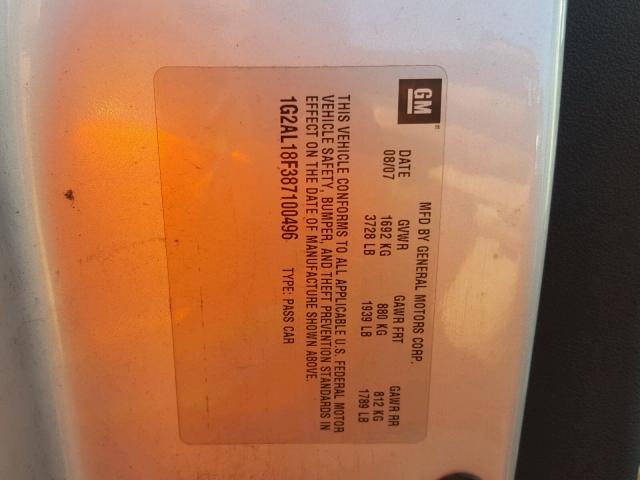 GM
MFD BY GENERAL MOTORS CORP.
DATE GVWR GAWR FRT GAWR RR
08/07 1692 KG 880 KG 812 KG
3728 LB 1939 LB 1789 LB
THIS VEHICLE CONFORMS TO ALL APPLICABLE U.S. FEDERAL MOTOR
VEHICLE SAFETY, BUMPER, AND THEFT PREVENTION STANDARDS IN
EFFECT ON THE DATE OF MANUFACTURE SHOWN ABOVE.
1G2AL18F387100496 TYPE: PASS CAR